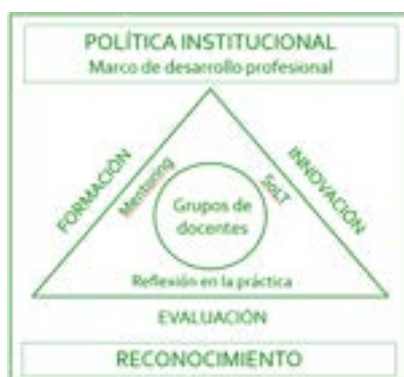 POLÍTICA INSTITUCIONAL
Marco de desarrollo profesional
FORMACIÓN
Mentoring
SoLT
INNOVACIÓN
Grupos de
docentes
Reflexión en la práctica
EVALUACIÓN
RECONOCIMIENTO